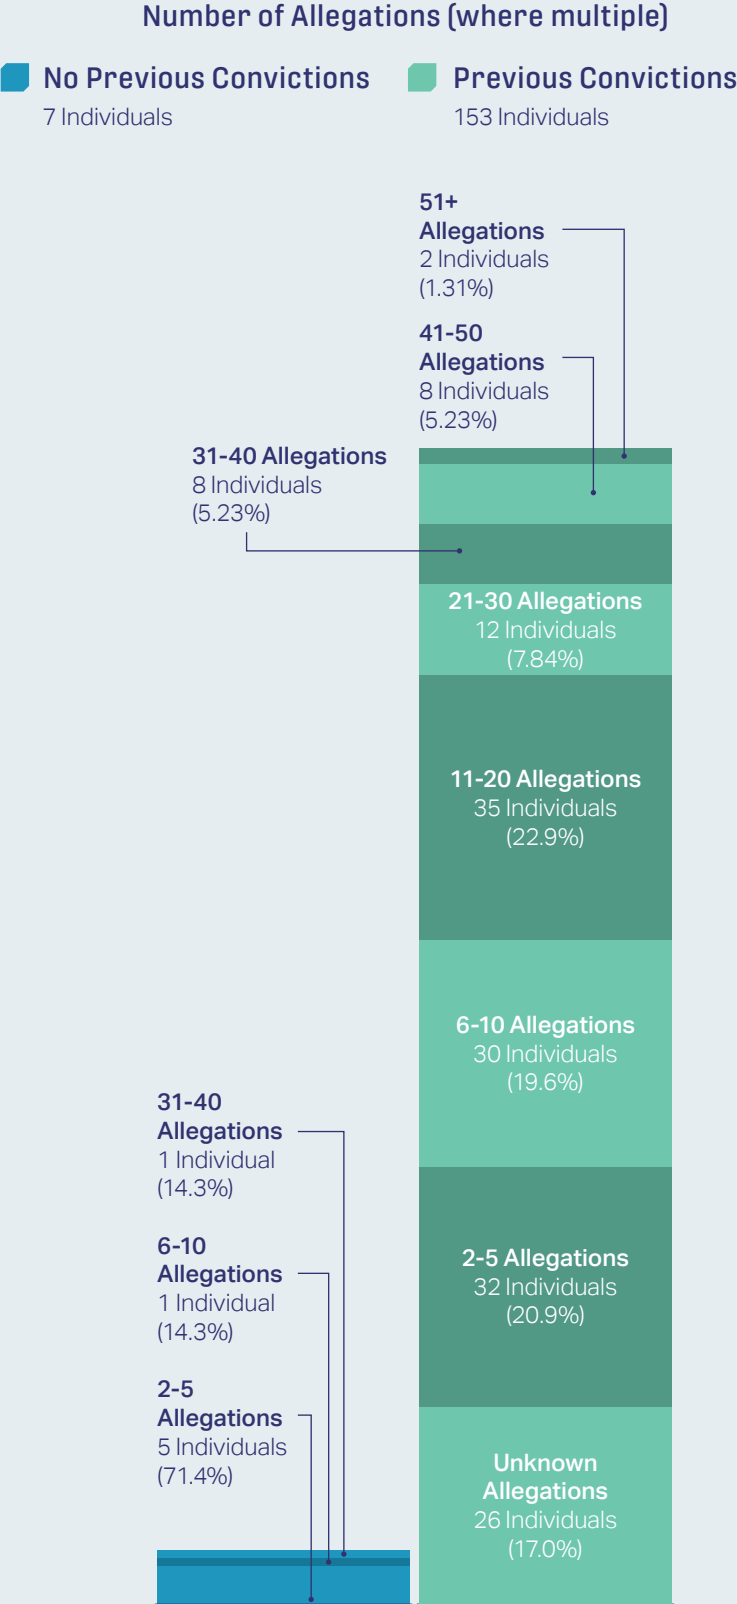 Number of Allegations (where multiple)
No Previous Convictions
7 Individuals
Previous Convictions
153 Individuals
51+
Allegations
2 Individuals
(1.31%)
41-50
Allegations
8 Individuals
(5.23%)
31-40 Allegations
8 Individuals
(5.23%)
21-30 Allegations
12 Individuals
(7.84%)
11-20 Allegations
35 Individuals
(22.9%)
6-10 Allegations
30 Individuals
(19.6%)
31-40
Allegations
1 Individual
(14.3%)
6-10
Allegations
1 Individual
(14.3%)
2-5
Allegations
5 Individuals
(71.4%)
2-5 Allegations
32 Individuals
(20.9%)
Unknown
Allegations
26 Individuals
(17.0%)